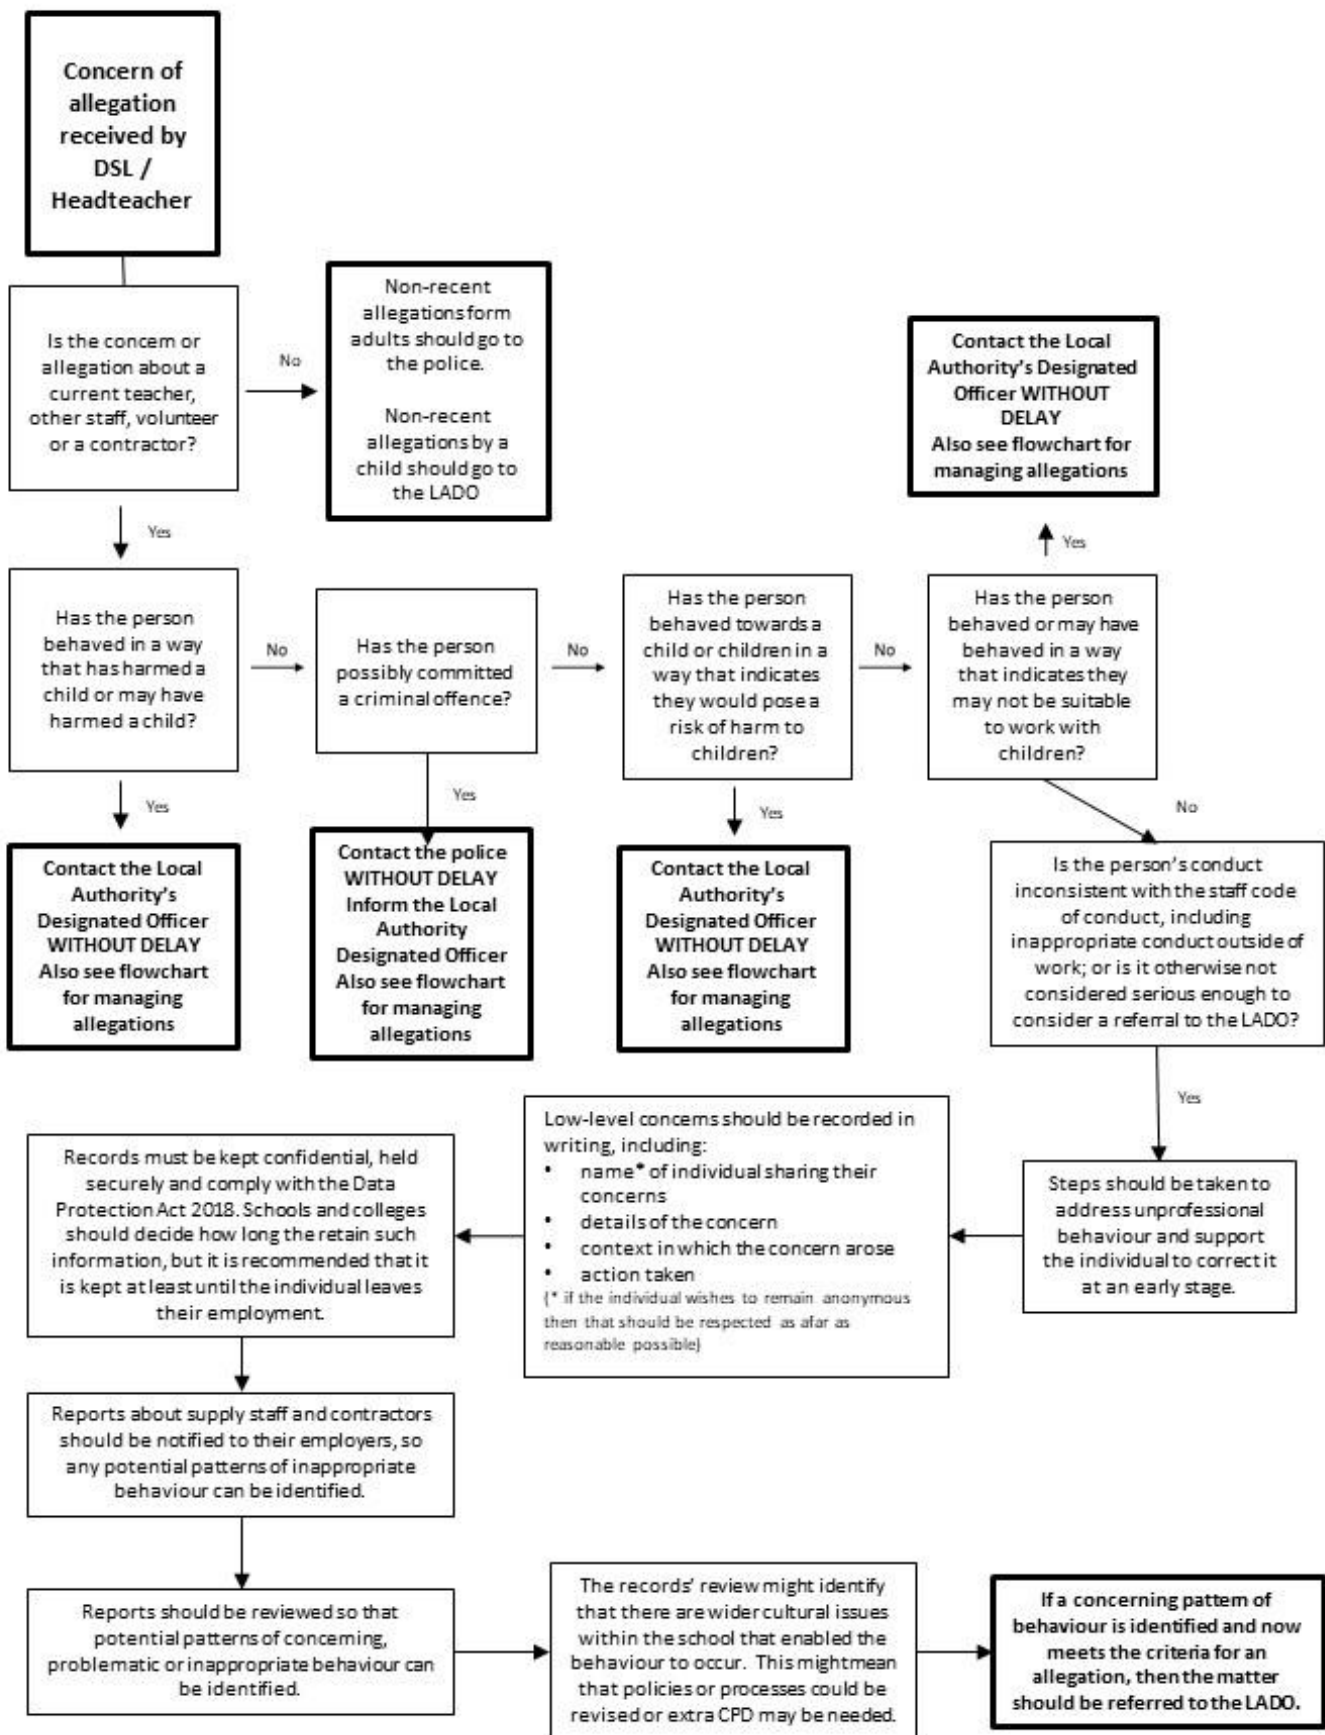 Concern of
allegation
received by
DSL /
Headteacher
Is the concern or
allegation about a
current teacher,
other staff, volunteer
or a contractor?
No
Non-recent
allegations form
adults should go to
the police.
Non-recent
allegations by a
child should go to
the LADO
Yes
Has the person
behaved in a way
that has harmed a
child or may have
harmed a child?
No
Has the person
possibly committed
a criminal offence?
No
Has the person
behaved towards a
child or children in a
way that indicates
they would pose a
risk of harm to
children?
No
Has the person
behaved or may have
behaved in a way
that indicates they
may not be suitable
to work with
children?
Yes
Contact the Local
Authority's Designated
Officer WITHOUT
DELAY
Also see flowchart for
managing allegations
Yes
Contact the Local
Authority's
Designated Officer
WITHOUT DELAY
Also see flowchart
for managing
allegations
Yes
Contact the police
WITHOUT DELAY
Inform the Local
Authority
Designated Officer
Also see flowchart
for managing
allegations
Yes
Contact the Local
Authority's
Designated Officer
WITHOUT DELAY
Also see flowchart
for managing
allegations
No
Is the person's conduct
inconsistent with the staff code
of conduct, including
inappropriate conduct outside of
work; or is it otherwise not
considered serious enough to
consider a referral to the LADO?
Yes
Steps should be taken to
address unprofessional
behaviour and support
the individual to correct it
at an early stage.
Low-level concerns should be recorded in
writing, including:
• name* of individual sharing their
concerns
• details of the concern
• context in which the concern arose
• action taken
(* if the individual wishes to remain anonymous
then that should be respected as afar as
reasonable possible)
Records must be kept confidential, held
securely and comply with the Data
Protection Act 2018. Schools and colleges
should decide how long the retain such
information, but it is recommended that it
is kept at least until the individual leaves
their employment.
Reports about supply staff and contractors
should be notified to their employers, so
any potential patterns of inappropriate
behaviour can be identified.
Reports should be reviewed so that
potential patterns of concerning,
problematic or inappropriate behaviour can
be identified.
The records' review might identify
that there are wider cultural issues
within the school that enabled the
behaviour to occur. This might mean
that policies or processes could be
revised or extra CPD may be needed.
If a concerning pattern of
behaviour is identified and now
meets the criteria for an
allegation, then the matter
should be referred to the LADO.